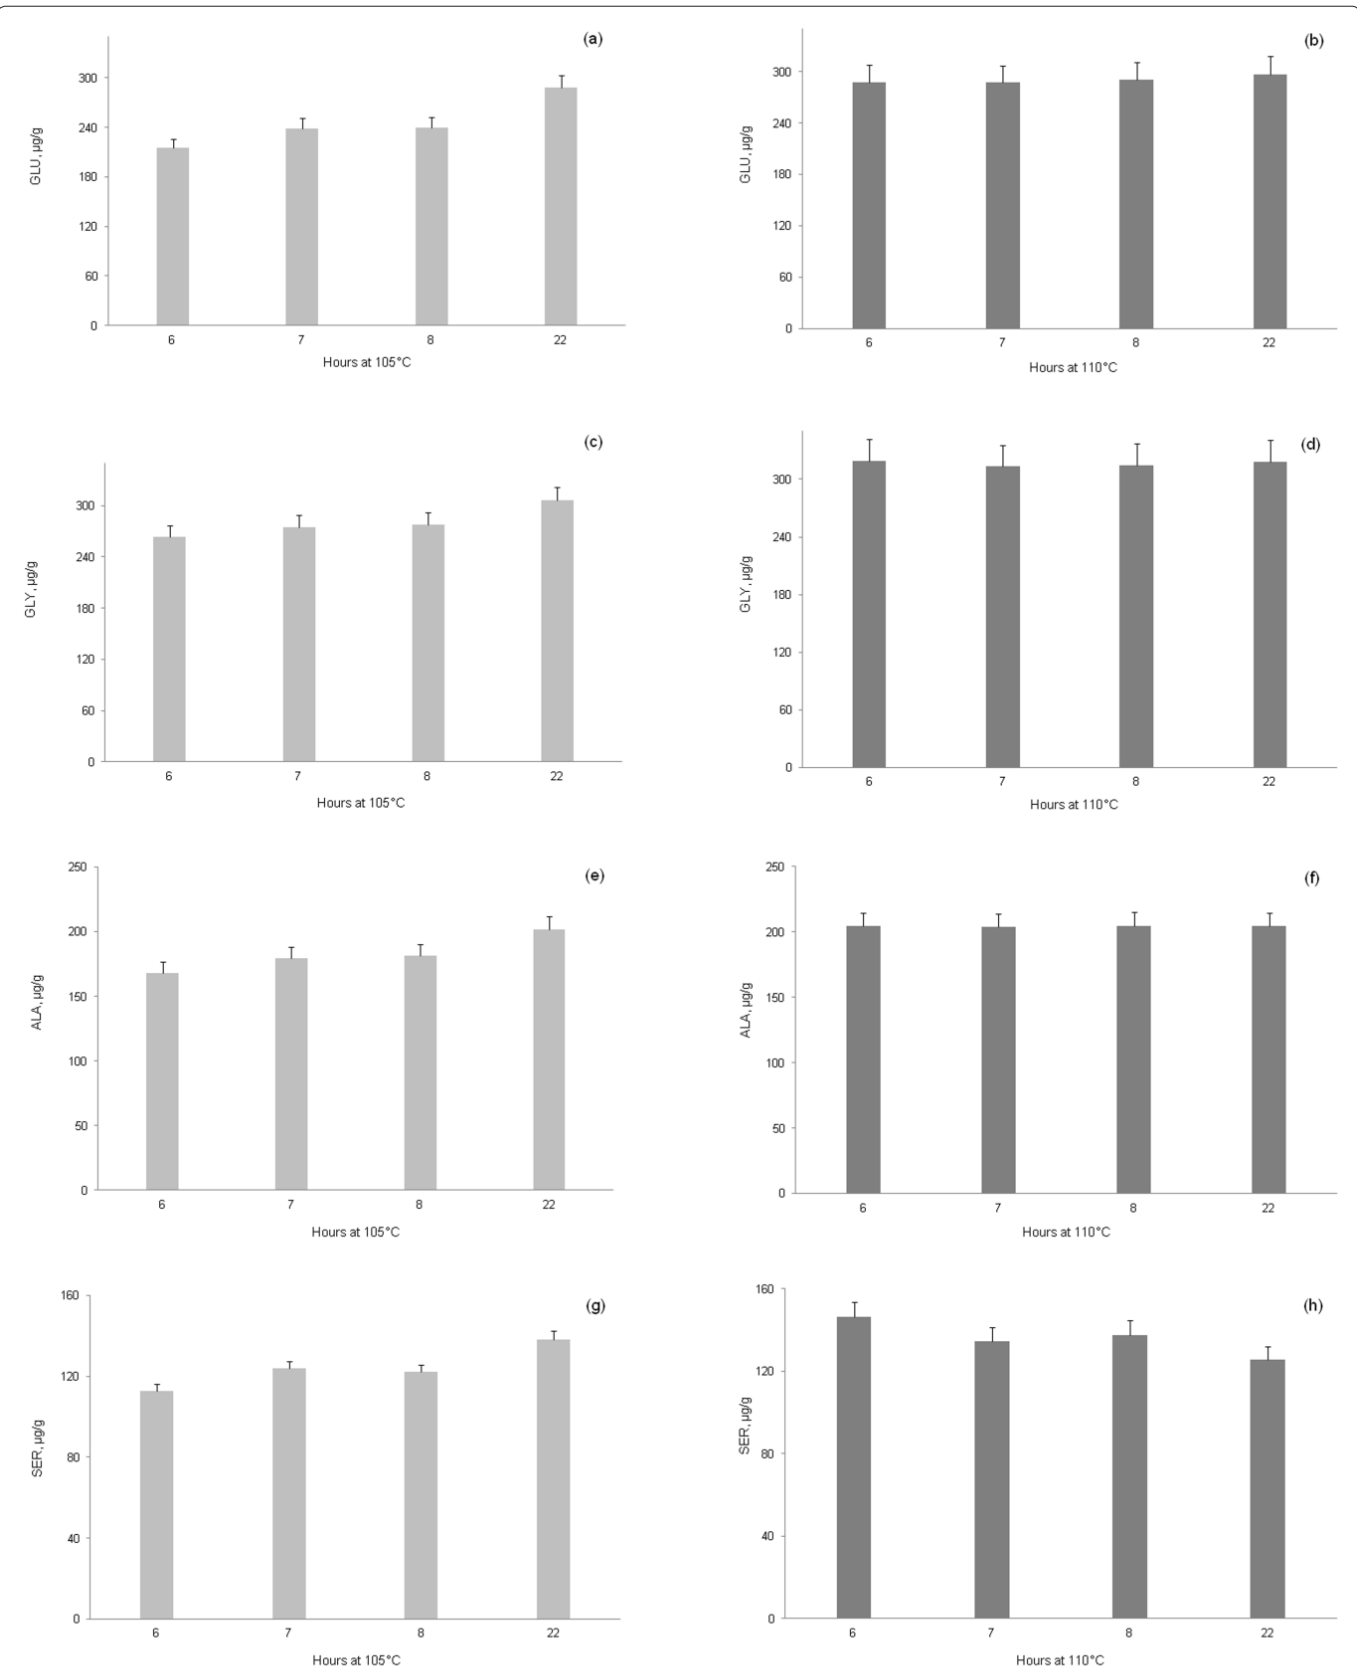 (a)
GLU, µg/g
300
240
180
120
60
0
6 7 8 22
Hours at 105°C
(b)
GLU, µg/g
300
240
180
120
60
0
6 7 8 22
Hours at 110°C
(c)
GLY, µg/g
300
240
180
120
60
0
6 7 8 22
Hours at 105°C
(d)
GLY, µg/g
300
240
180
120
60
0
6 7 8 22
Hours at 110°C
(e)
ALA, µg/g
250
200
150
100
50
0
6 7 8 22
Hours at 105°C
(f)
ALA, µg/g
250
200
150
100
50
0
6 7 8 22
Hours at 110°C
(g)
SER, µg/g
160
120
80
40
0
6 7 8 22
Hours at 105°C
(h)
SER, µg/g
160
120
80
40
0
6 7 8 22
Hours at 110°C